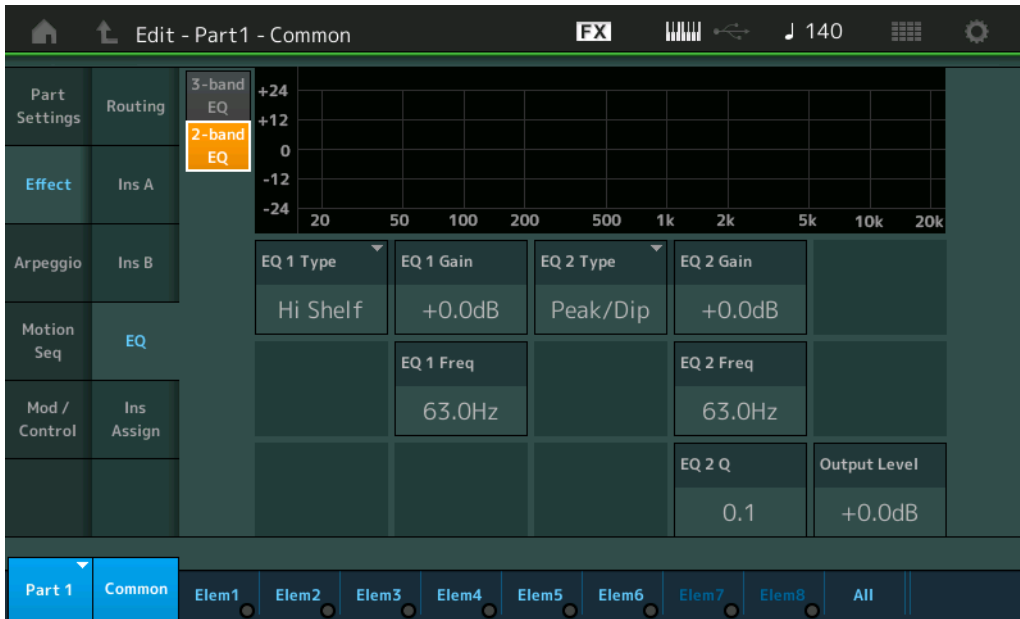 Edit - Part1 - Common
FX
♩ 140
Part
Settings
Effect
Arpeggio
Motion
Seq
Mod /
Control
Routing
Ins A
Ins B
EQ
Ins
Assign
3-band
EQ
2-band
EQ
+24
+12
0
-12
-24
20 50 100 200 500 1k 2k 5k 10k 20k
EQ 1 Type EQ 1 Gain EQ 2 Type EQ 2 Gain
Hi Shelf +0.0dB Peak/Dip +0.0dB
EQ 1 Freq EQ 2 Freq
63.0Hz 63.0Hz
EQ 2 Q Output Level
0.1 +0.0dB
Part 1 Common Elem1 Elem2 Elem3 Elem4 Elem5 Elem6 Elem7 Elem8 All